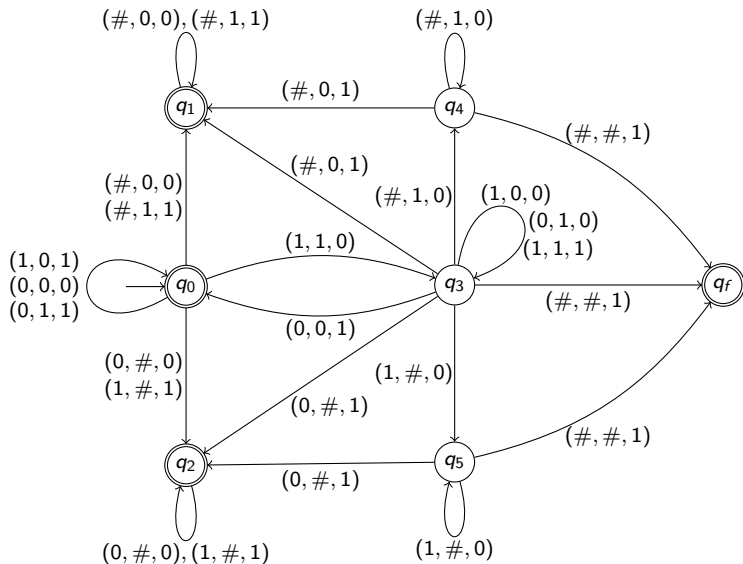 (#, 0, 0), (#, 1, 1)
(#, 1, 0)
q1
(#, 0, 1)
q4
(#, #, 1)
(#, 0, 1)
(#, 0, 0)
(#, 1, 1)
(#, 1, 0)
(1, 0, 0)
(0, 1, 0)
(1, 1, 1)
(1, 1, 0)
(1, 0, 1)
(0, 0, 0)
(0, 1, 1)
q0
q3
qf
(#, #, 1)
(0, 0, 1)
(0, #, 0)
(1, #, 1)
(1, #, 0)
(0, #, 1)
(#, #, 1)
q2
(0, #, 1)
q5
(0, #, 0), (1, #, 1)
(1, #, 0)